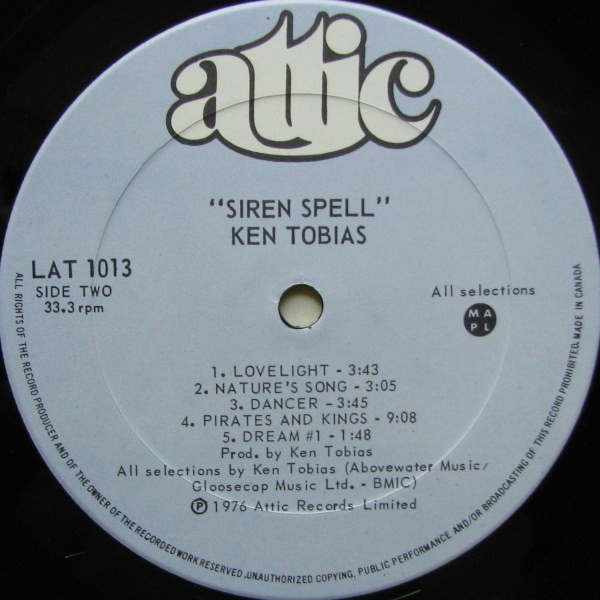 attic
"SIREN SPELL"
KEN TOBIAS
LAT 1013
SIDE TWO
33.3 rpm
All selections
M A
P L
1. LOVELIGHT - 3:43
2. NATURE'S SONG - 3:05
3. DANCER - 3:45
4. PIRATES AND KINGS - 9:08
5. DREAM #1 - 1:48
Prod. by Ken Tobias
All selections by Ken Tobias (Abovewater Music/
Gloosecap Music Ltd. - BMIC)
℗ 1976 Attic Records Limited
ALL RIGHTS OF THE RECORD PRODUCER AND OF THE OWNER OF THE RECORDED WORK RESERVED .UNAUTHORIZED COPYING, PUBLIC PERFORMANCE AND/OR BROADCASTING OF THIS RECORD PROHIBITED. MADE IN CANADA